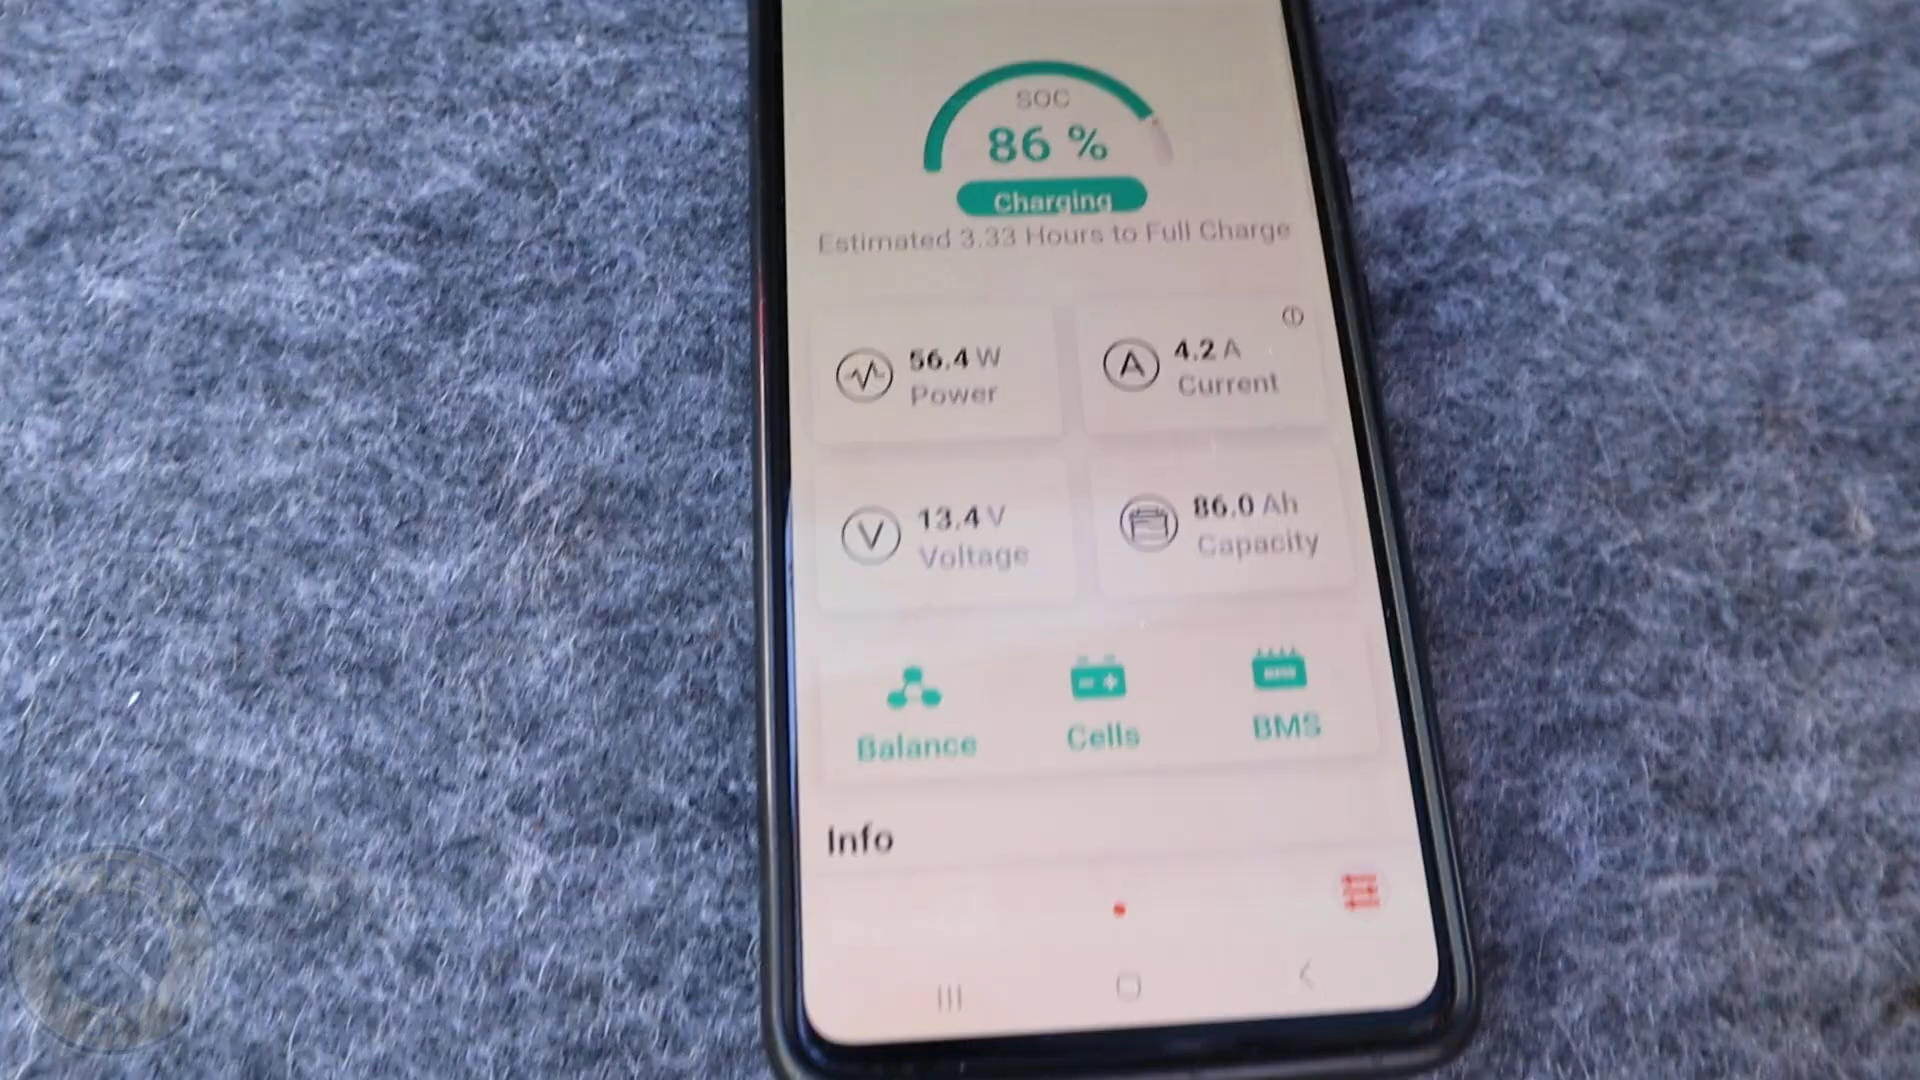 SOC
86 %
Charging
Estimated 3.33 Hours to Full Charge
56.4 W
Power
4.2 A
Current
13.4 V
Voltage
86.0 Ah
Capacity
Balance
Cells
BMS
Info